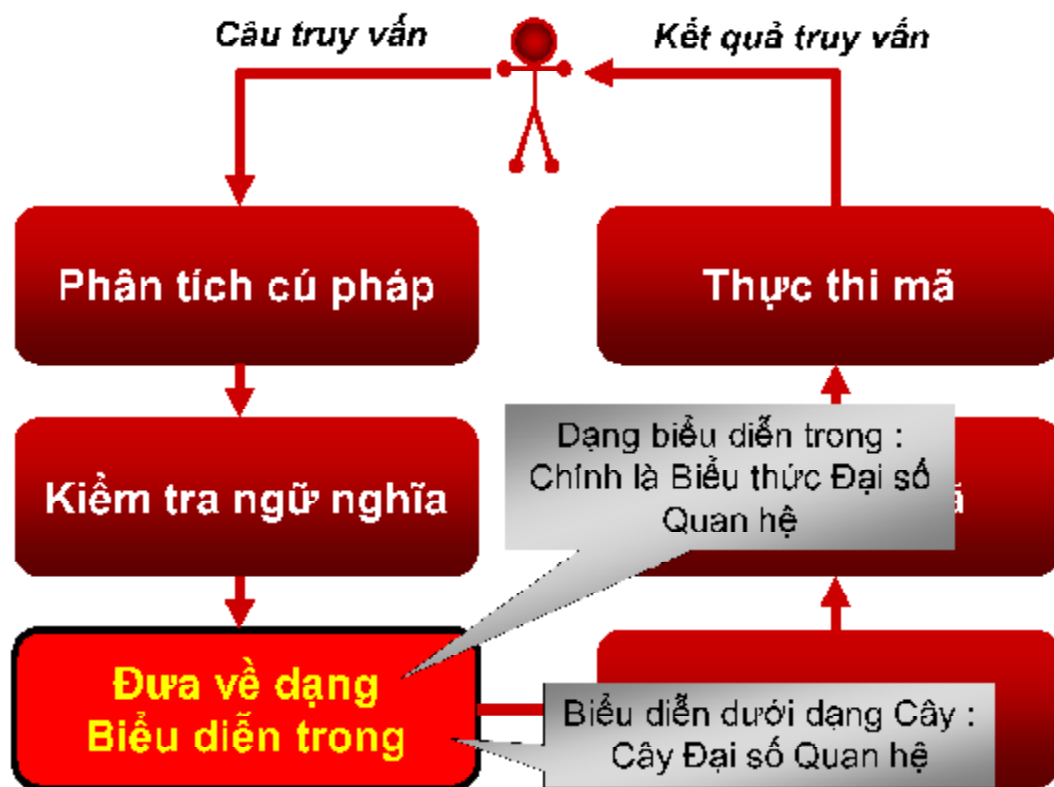 Câu truy vấn
Kết quả truy vấn
Phân tích cú pháp
Thực thi mã
Kiểm tra ngữ nghĩa
Dạng biểu diễn trong :
Chính là Biểu thức Đại số
Quan hệ
Đưa về dạng
Biểu diễn trong
Biểu diễn dưới dạng Cây :
Cây Đại số Quan hệ